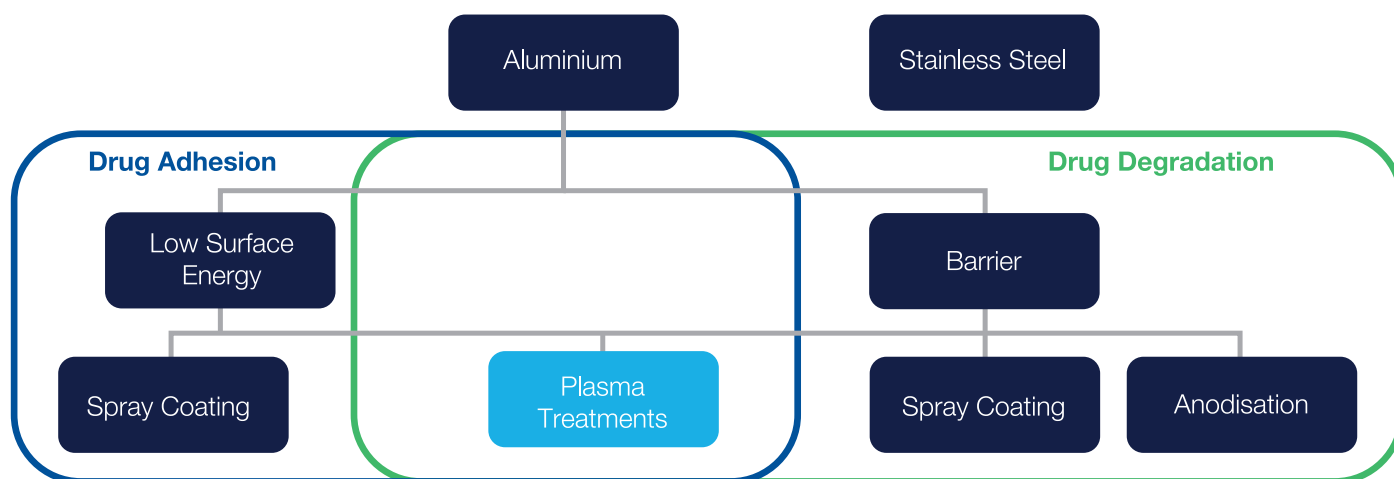 Aluminium
Stainless Steel
Drug Adhesion
Drug Degradation
Low Surface
Energy
Barrier
Spray Coating
Plasma
Treatments
Spray Coating
Anodisation